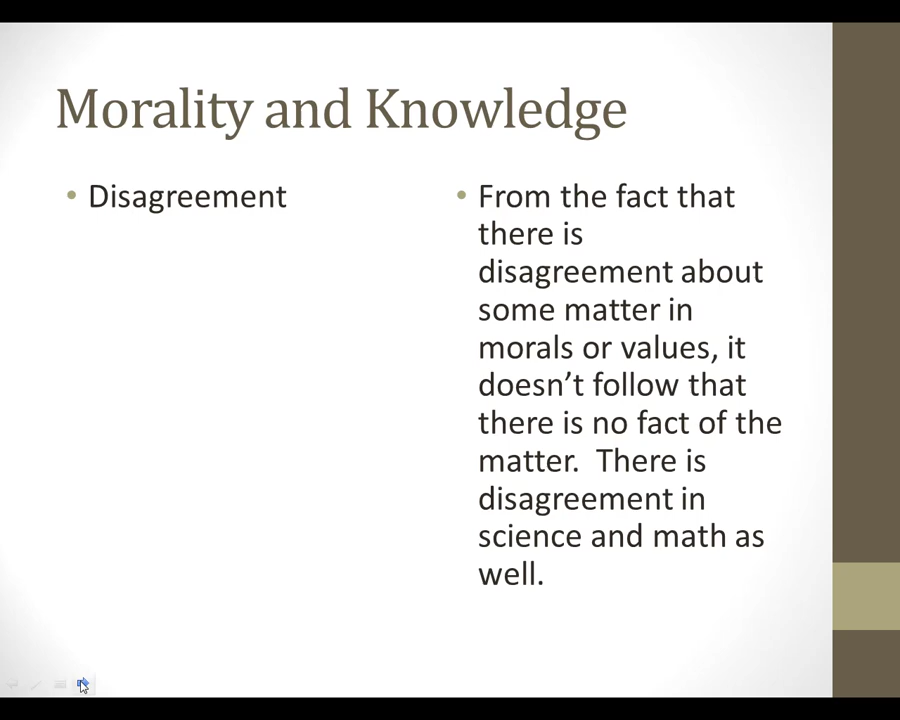 Morality and Knowledge
• Disagreement
• From the fact that
there is
disagreement about
some matter in
morals or values, it
doesn’t follow that
there is no fact of the
matter.  There is
disagreement in
science and math as
well.